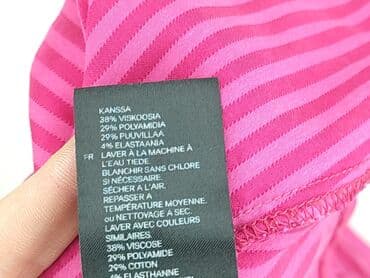 KANSSA
38% VISKOOSIA
29% POLYAMIDIA
29% PUUVILLAA
4% ELASTAANIA
FR LAVER À LA MACHINE À
L'EAU TIEDE.
BLANCHIR SANS CHLORE
SI NÉCESSAIRE.
SÉCHER A L'AIR.
REPASSER À
TEMPÉRATURE MOYENNE.
ou NETTOYAGE A SEC.
LAVER AVEC COULEURS
SIMILAIRES.
38% VISCOSE
29% POLYAMIDE
29% COTON
4% ELASTHANNE